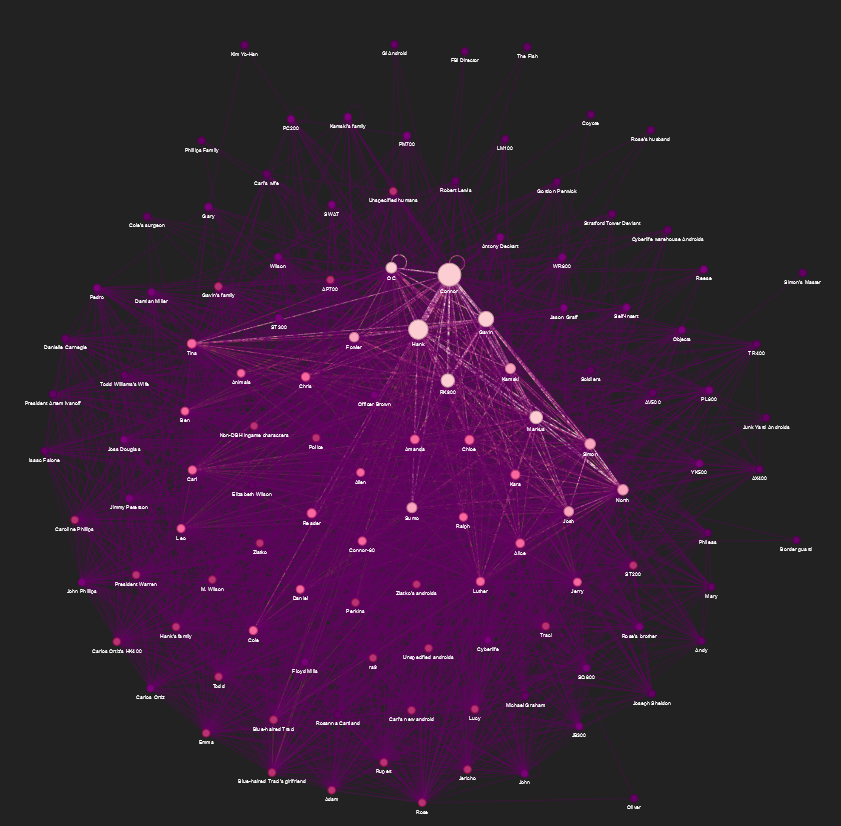 Kim Yo-Han
GI Android
FBI Director
The Fish
Coyote
PC200
Kamski's family
Rose's husband
PM700
LM100
Phillips Family
Carl's wife
Robert Lewis
Gordon Penwick
Unspecified humans
SWAT
Gary
Cole's surgeon
Stratford Tower Deviant
Cyberlife warehouse Androids
Antony Deckart
Wilson
WR600
Reese
Simon's Master
O.C.
Connor
AP700
Gavin's family
Pedro
Damian Miller
Jason Graff
Self-insert
ST300
Gavin
Hank
Objects
Danielle Carnegie
Tina
Fowler
TR400
Animals
Chris
Kamski
Soldiers
Todd Williams's Wife
RK900
President Artem Ivanoff
Officer Brown
AV500
PL600
Ben
Markus
Junk Yard Androids
Non-DBH ingame characters
Police
Joss Douglas
Amanda
Chloe
Simon
Isaac Falone
Carl
Allen
Kara
YK500
AX400
Elizabeth Wilson
North
Jimmy Peterson
Sumo
Josh
Caroline Phillips
Reader
Ralph
Leo
Phileas
Border guard
Zlatko
Connor-60
Alice
ST200
President Warren
M. Wilson
John Phillips
Daniel
Zlatko's androids
Luther
Jerry
Mary
Perkins
Hank's family
Cole
Traci
Rose's brother
Carlos Ortiz's HK400
Cyberlife
Andy
Unspecified androids
ra9
Floyd Mills
Todd
SQ800
Carlos Ortiz
Michael Graham
Joseph Sheldon
Blue-haired Traci
Rosanna Cartland
Carl's new android
Lucy
JB300
Emma
Rupert
Jericho
John
Blue-haired Traci's girlfriend
Adam
Rose
Oliver